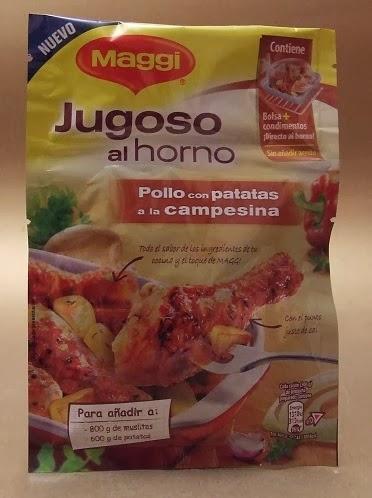 NUEVO
Maggi
Contiene
Bolsa +
condimentos
¡Directo al horno!
Sin añadir aceite
Jugoso
al horno
Pollo con patatas
a la campesina
Todo el sabor de los ingredientes de tu
cocina y el toque de MAGGI
Con el punto
justo de sal
Para añadir a:
- 800 g de muslitos
- 600 g de patatas